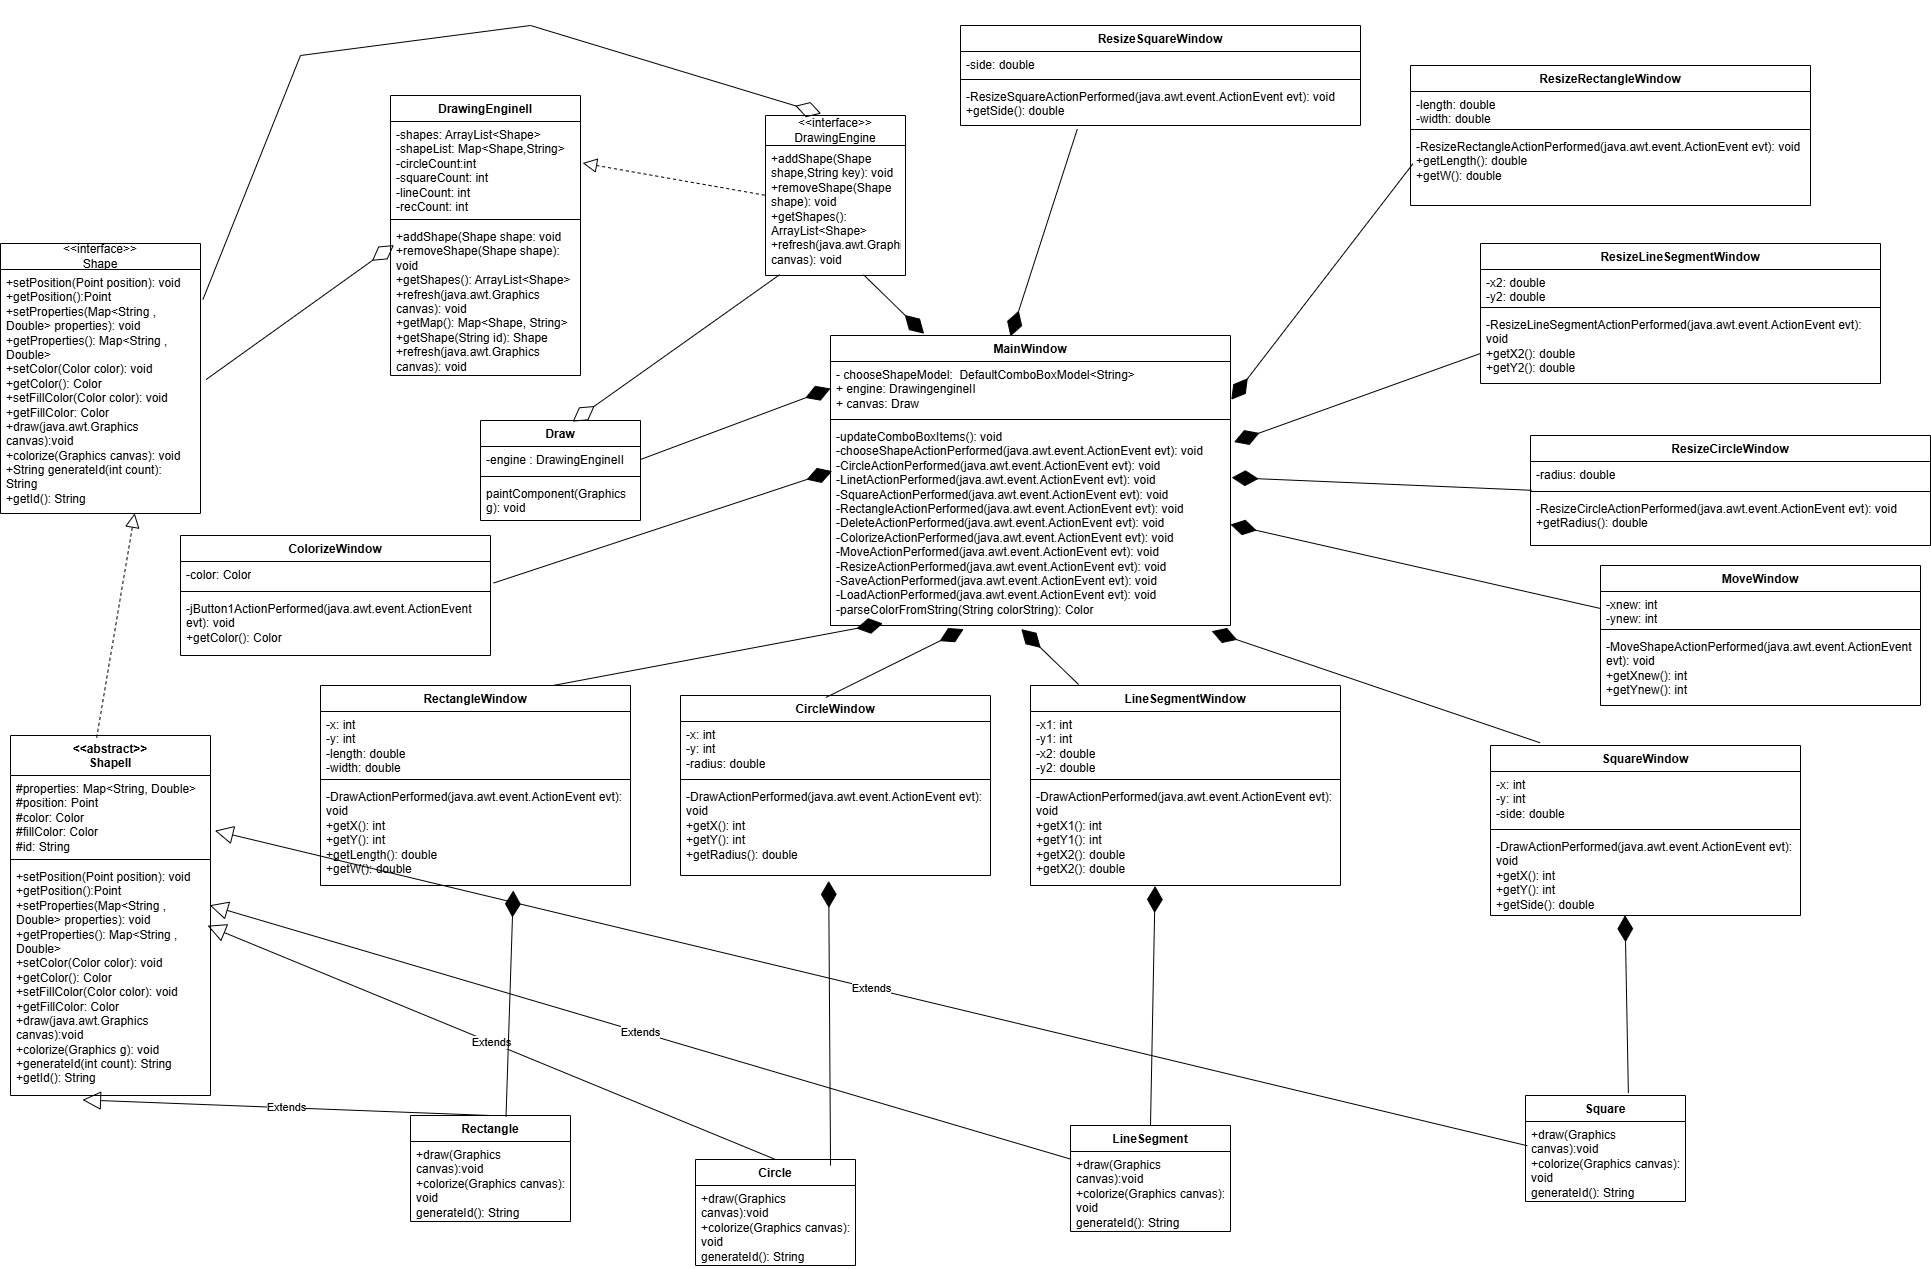 ResizeSquareWindow
-side: double
-ResizeSquareActionPerformed(java.awt.event.ActionEvent evt): void
+getSide(): double
ResizeRectangleWindow
-length: double
-width: double
-ResizeRectangleActionPerformed(java.awt.event.ActionEvent evt): void
+getLength(): double
+getW(): double
DrawingEngineII
-shapes: ArrayList<Shape>
-shapeList: Map<Shape,String>
-circleCount:int
-squareCount: int
-lineCount: int
-recCount: int
+addShape(Shape shape: void
+removeShape(Shape shape):
void
+getShapes(): ArrayList<Shape>
+refresh(java.awt.Graphics
canvas): void
+getMap(): Map<Shape, String>
+getShape(String id): Shape
+refresh(java.awt.Graphics
canvas): void
<<interface>>
DrawingEngine
+addShape(Shape
shape,String key): void
+removeShape(Shape
shape): void
+getShapes():
ArrayList<Shape>
+refresh(java.awt.Graphi
canvas): void
<<interface>>
Shape
+setPosition(Point position): void
+getPosition():Point
+setProperties(Map<String ,
Double> properties): void
+getProperties(): Map<String ,
Double>
+setColor(Color color): void
+getColor(): Color
+setFillColor(Color color): void
+getFillColor: Color
+draw(java.awt.Graphics
canvas):void
+colorize(Graphics canvas): void
+String generateId(int count):
String
+getId(): String
ResizeLineSegmentWindow
-x2: double
-y2: double
-ResizeLineSegmentActionPerformed(java.awt.event.ActionEvent evt):
void
+getX2(): double
+getY2(): double
MainWindow
- chooseShapeModel:  DefaultComboBoxModel<String>
+ engine: DrawingengineII
+ canvas: Draw
-updateComboBoxItems(): void
-chooseShapeActionPerformed(java.awt.event.ActionEvent evt): void
-CircleActionPerformed(java.awt.event.ActionEvent evt): void
-LinetActionPerformed(java.awt.event.ActionEvent evt): void
-SquareActionPerformed(java.awt.event.ActionEvent evt): void
-RectangleActionPerformed(java.awt.event.ActionEvent evt): void
-DeleteActionPerformed(java.awt.event.ActionEvent evt): void
-ColorizeActionPerformed(java.awt.event.ActionEvent evt): void
-MoveActionPerformed(java.awt.event.ActionEvent evt): void
-ResizeActionPerformed(java.awt.event.ActionEvent evt): void
-SaveActionPerformed(java.awt.event.ActionEvent evt): void
-LoadActionPerformed(java.awt.event.ActionEvent evt): void
-parseColorFromString(String colorString): Color
Draw
-engine : DrawingEngineII
paintComponent(Graphics
g): void
ResizeCircleWindow
-radius: double
-ResizeCircleActionPerformed(java.awt.event.ActionEvent evt): void
+getRadius(): double
ColorizeWindow
-color: Color
-jButton1ActionPerformed(java.awt.event.ActionEvent
evt): void
+getColor(): Color
MoveWindow
-xnew: int
-ynew: int
-MoveShapeActionPerformed(java.awt.event.ActionEvent
evt): void
+getXnew(): int
+getYnew(): int
RectangleWindow
-x: int
-y: int
-length: double
-width: double
-DrawActionPerformed(java.awt.event.ActionEvent evt):
void
+getX(): int
+getY(): int
+getLength(): double
+getW(): double
CircleWindow
-x: int
-y: int
-radius: double
-DrawActionPerformed(java.awt.event.ActionEvent evt):
void
+getX(): int
+getY(): int
+getRadius(): double
LineSegmentWindow
-x1: int
-y1: int
-x2: double
-y2: double
-DrawActionPerformed(java.awt.event.ActionEvent evt):
void
+getX1(): int
+getY1(): int
+getX2(): double
+getX2(): double
SquareWindow
-x: int
-y: int
-side: double
-DrawActionPerformed(java.awt.event.ActionEvent evt):
void
+getX(): int
+getY(): int
+getSide(): double
<<abstract>>
ShapeII
#properties: Map<String, Double>
#position: Point
#color: Color
#fillColor: Color
#id: String
+setPosition(Point position): void
+getPosition():Point
+setProperties(Map<String ,
Double> properties): void
+getProperties(): Map<String ,
Double>
+setColor(Color color): void
+getColor(): Color
+setFillColor(Color color): void
+getFillColor: Color
+draw(java.awt.Graphics
canvas):void
+colorize(Graphics g): void
+generateId(int count): String
+getId(): String
Extends
Extends
Extends
Extends
Rectangle
+draw(Graphics
canvas):void
+colorize(Graphics canvas):
void
generateId(): String
Circle
+draw(Graphics
canvas):void
+colorize(Graphics canvas):
void
generateId(): String
LineSegment
+draw(Graphics
canvas):void
+colorize(Graphics canvas):
void
generateId(): String
Square
+draw(Graphics
canvas):void
+colorize(Graphics canvas):
void
generateId(): String